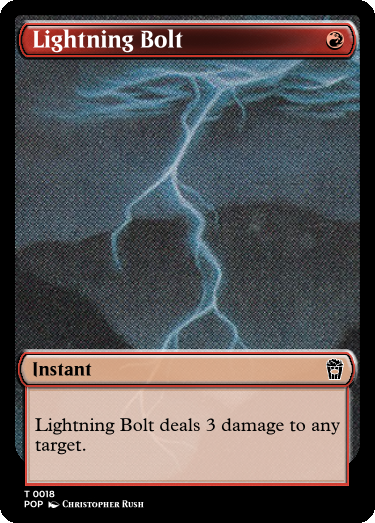 Lightning Bolt
Instant
Lightning Bolt deals 3 damage to any
target.
T 0018
POP Christopher Rush